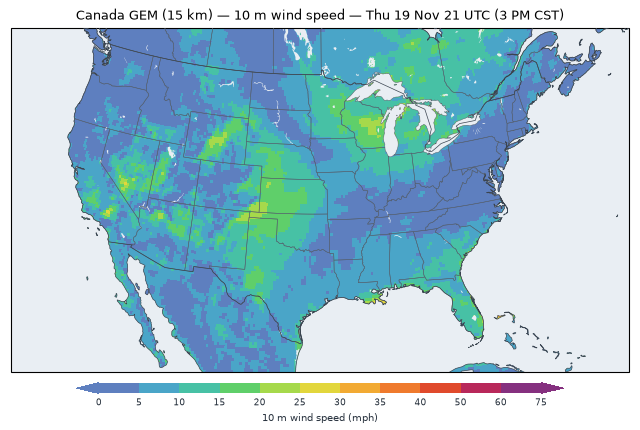 Canada GEM (15 km) — 10 m wind speed — Thu 19 Nov 21 UTC (3 PM CST)
0 5 10 15 20 25 30 35 40 50 60 75
10 m wind speed (mph)